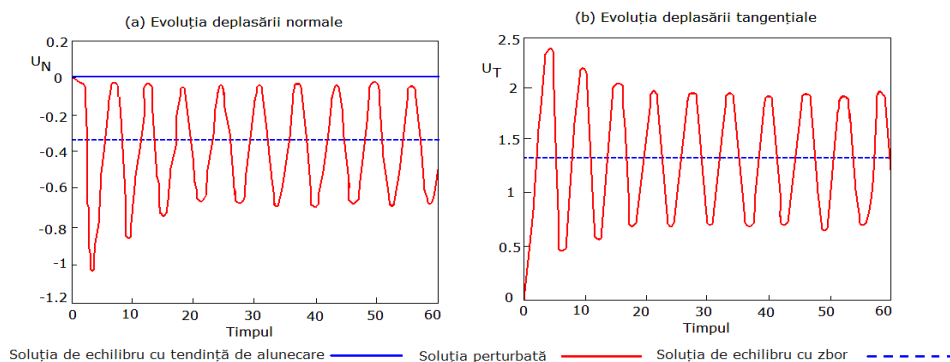 (a) Evoluția deplasării normale
U_N
0.2
0
-0.2
-0.4
-0.6
-0.8
-1
-1.2
0 10 20 30 40 50 60
Timpul
(b) Evoluția deplasării tangențiale
U_T
2.5
2
1.5
1
0.5
0
0 10 20 30 40 50 60
Timpul
Soluția de echilibru cu tendință de alunecare Soluția perturbată Soluția de echilibru cu zbor